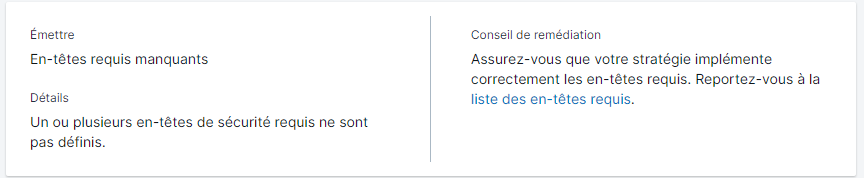 Émettre
En-têtes requis manquants
Détails
Un ou plusieurs en-têtes de sécurité requis ne sont
pas définis.
Conseil de remédiation
Assurez-vous que votre stratégie implémente
correctement les en-têtes requis. Reportez-vous à la
liste des en-têtes requis.